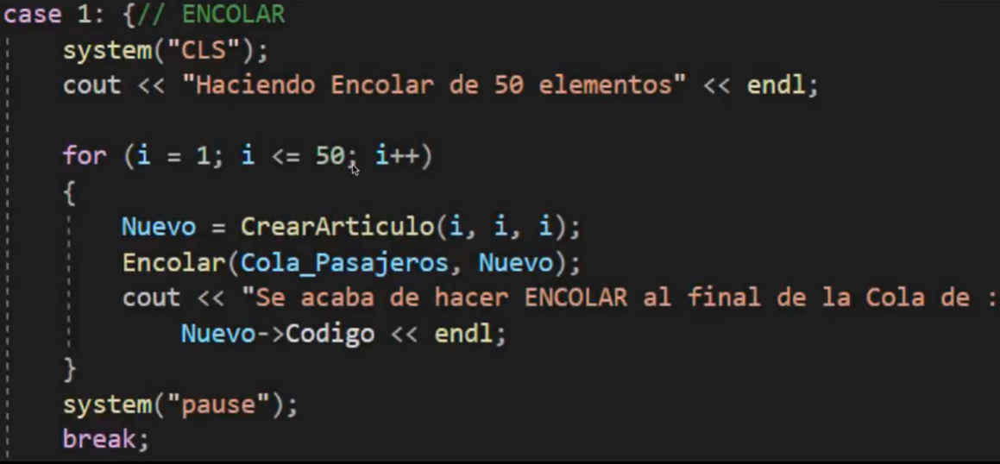 case 1: {// ENCOLAR
system("CLS");
cout << "Haciendo Encolar de 50 elementos" << endl;
for (i = 1; i <= 50; i++)
{
Nuevo = CrearArticulo(i, i, i);
Encolar(Cola_Pasajeros, Nuevo);
cout << "Se acaba de hacer ENCOLAR al final de la Cola de :
Nuevo->Codigo << endl;
}
system("pause");
break;